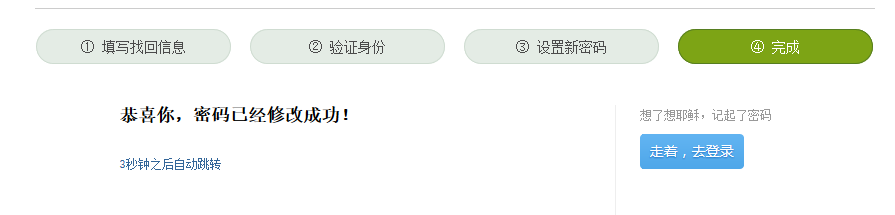 ① 填写找回信息
② 验证身份
③ 设置新密码
④ 完成
恭喜你，密码已经修改成功！
3秒钟之后自动跳转
想了想耶稣，记起了密码
走着，去登录